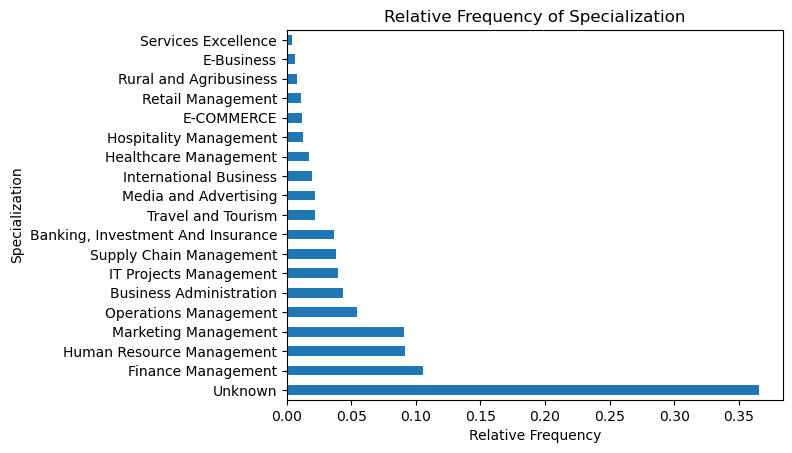 Relative Frequency of Specialization
Services Excellence
E-Business
Rural and Agribusiness
Retail Management
E-COMMERCE
Hospitality Management
Healthcare Management
International Business
Media and Advertising
Travel and Tourism
Banking, Investment And Insurance
Supply Chain Management
IT Projects Management
Business Administration
Operations Management
Marketing Management
Human Resource Management
Finance Management
Unknown
Specialization
0.00 0.05 0.10 0.15 0.20 0.25 0.30 0.35
Relative Frequency